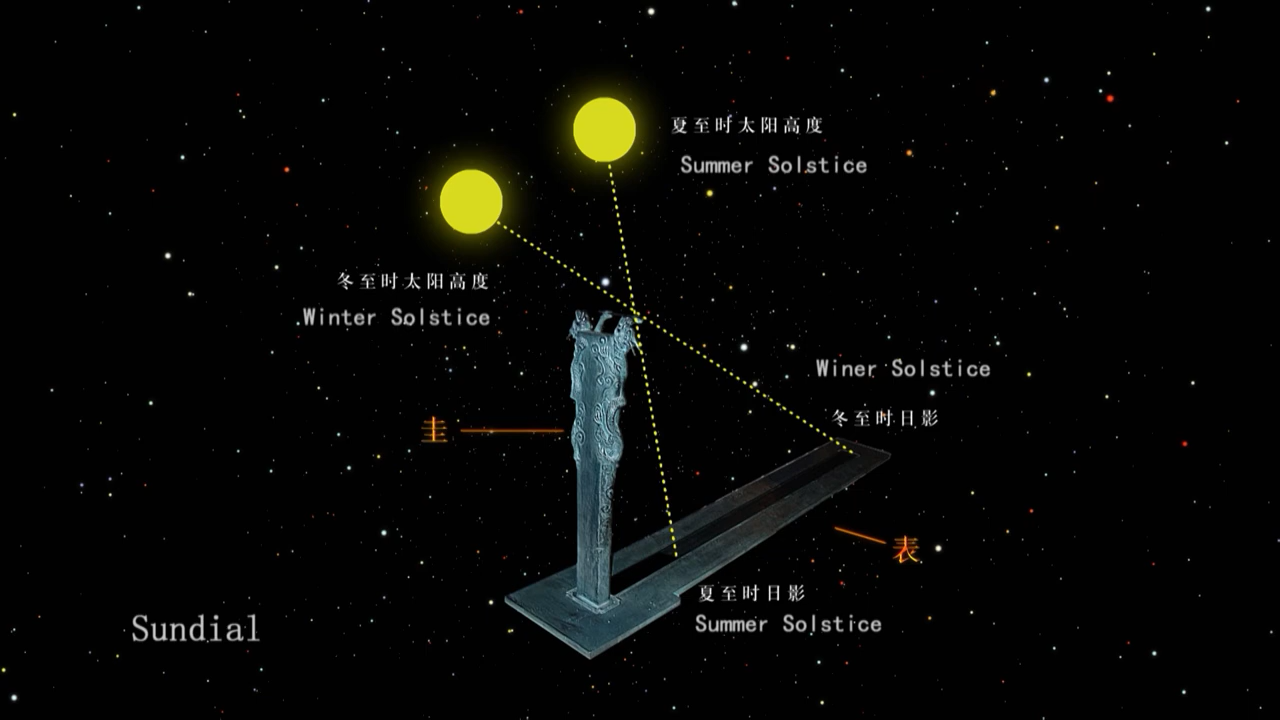 夏至时太阳高度
Summer Solstice
冬至时太阳高度
Winter Solstice
Winer Solstice
冬至时日影
圭
表
夏至时日影
Summer Solstice
Sundial